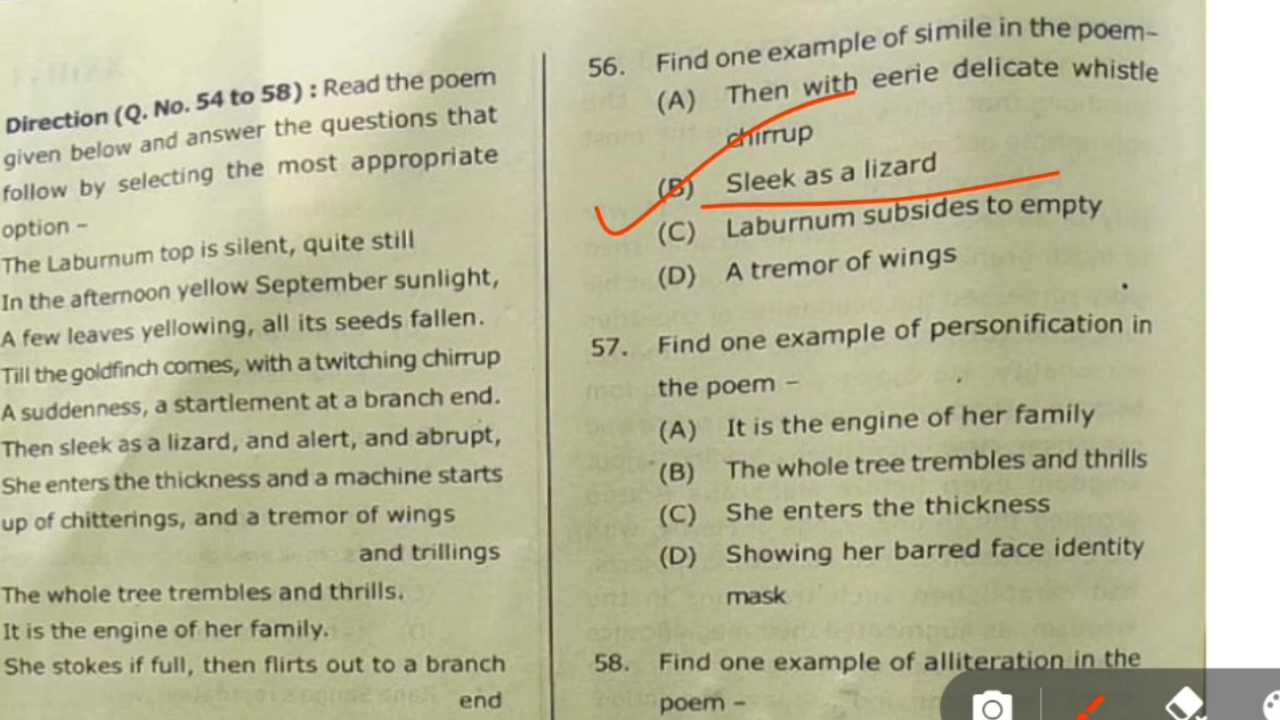 Direction (Q. No. 54 to 58) : Read the poem
given below and answer the questions that
follow by selecting the most appropriate
option –
The Laburnum top is silent, quite still
In the afternoon yellow September sunlight,
A few leaves yellowing, all its seeds fallen.
Till the goldfinch comes, with a twitching chirrup
A suddenness, a startlement at a branch end.
Then sleek as a lizard, and alert, and abrupt,
She enters the thickness and a machine starts
up of chitterings, and a tremor of wings
and trillings
The whole tree trembles and thrills.
It is the engine of her family.
She stokes if full, then flirts out to a branch
end
56. Find one example of simile in the poem–
(A) Then with eerie delicate whistle
chirrup
(B) Sleek as a lizard
(C) Laburnum subsides to empty
(D) A tremor of wings
57. Find one example of personification in
the poem –
(A) It is the engine of her family
(B) The whole tree trembles and thrills
(C) She enters the thickness
(D) Showing her barred face identity
mask
58. Find one example of alliteration in the
poem –